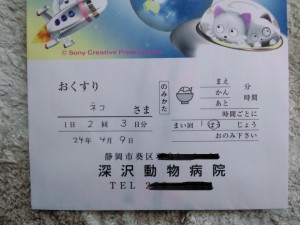 © Sony Creative Products Inc.
おくすり
ネコ さま
1日 2 回 3 日分
24年 4月 9日
のみかた
まえ
かん
あと
分
時間
時間ごとに
まい回 1 じょう
おのみ下さい
静岡市葵区
深沢動物病院
TEL 2